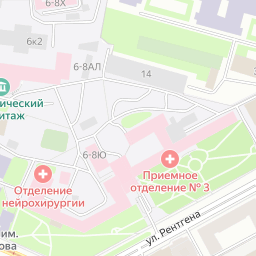 6-8Х
6к2
6-8АЛ
14
ический
итаж
6-8Ю
Приемное
отделение № 3
Отделение
нейрохирургии
ул. Рентгена
им.
ова